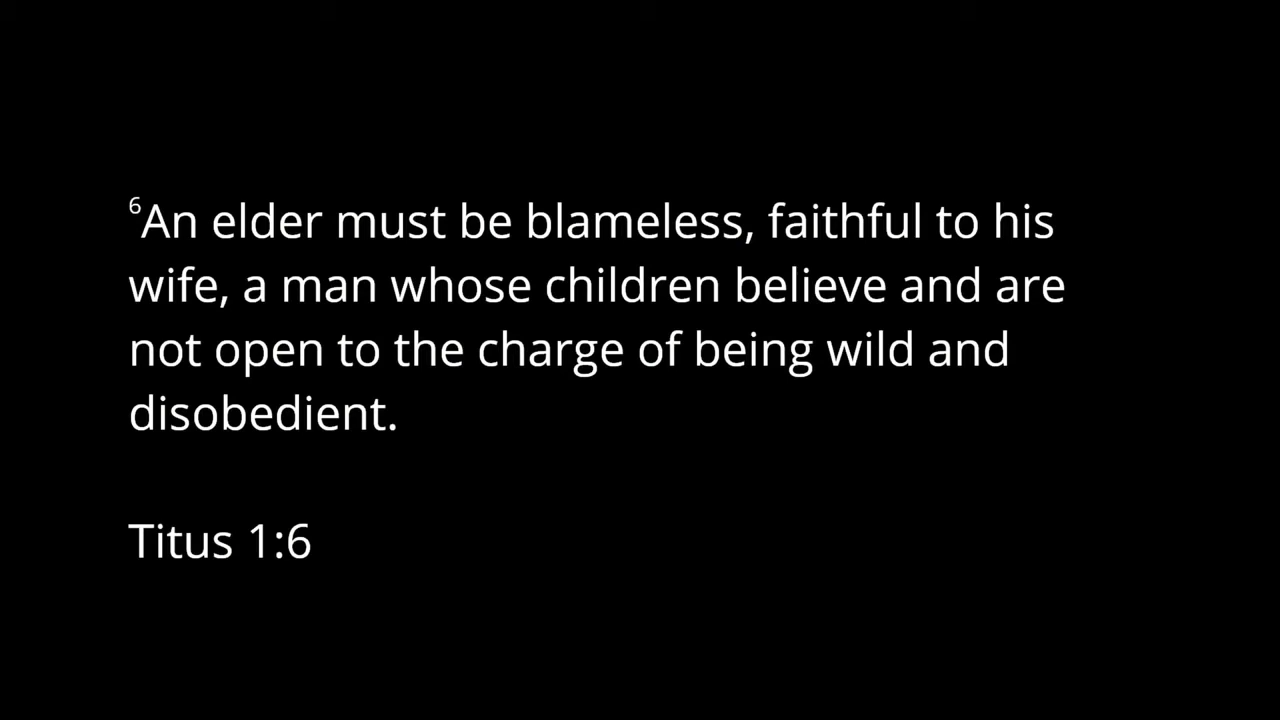 ⁶An elder must be blameless, faithful to his
wife, a man whose children believe and are
not open to the charge of being wild and
disobedient.
Titus 1:6